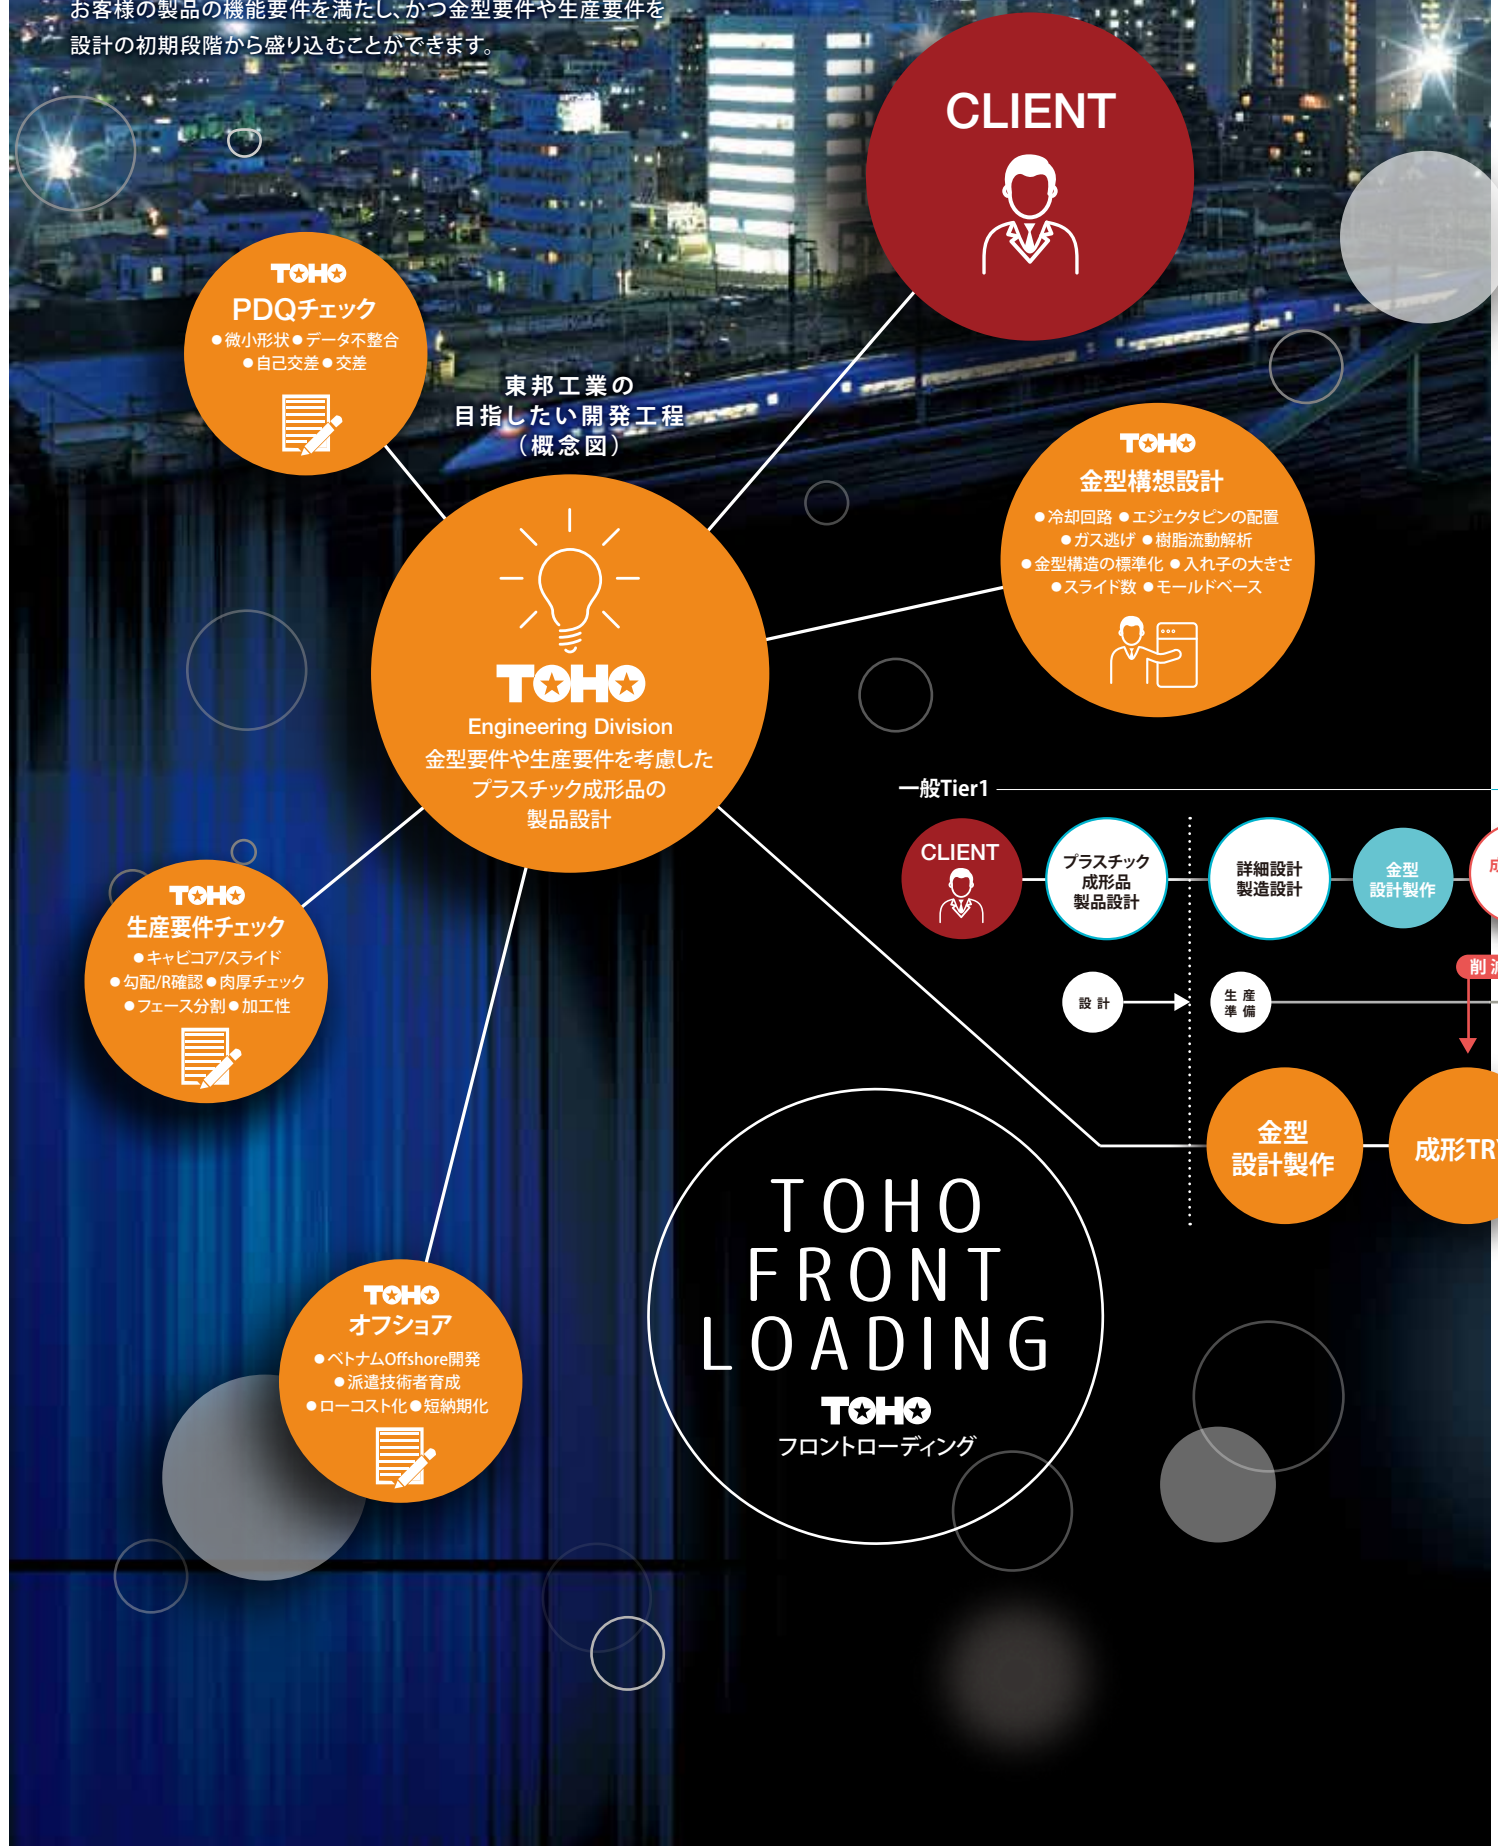 お客様の製品の機能要件を満たし、かつ金型要件や生産要件を
設計の初期段階から盛り込むことができます。
CLIENT
TOHO
PDQチェック
●微小形状●データ不整合
●自己交差●交差
東邦工業の
目指したい開発工程
（概念図）
TOHO
金型構想設計
●冷却回路 ●エジェクタピンの配置
●ガス逃げ ●樹脂流動解析
●金型構造の標準化 ●入れ子の大きさ
●スライド数 ●モールドベース
TOHO
Engineering Division
金型要件や生産要件を考慮した
プラスチック成形品の
製品設計
一般Tier1
CLIENT
プラスチック
成形品
製品設計
詳細設計
製造設計
金型
設計製作
成
TOHO
生産要件チェック
●キャビコア/スライド
●勾配/R確認●肉厚チェック
●フェース分割●加工性
設計
生産
準備
削減
金型
設計製作
成形TRY
TOHO
FRONT
LOADING
TOHO
フロントローディング
TOHO
オフショア
●ベトナムOffshore開発
●派遣技術者育成
●ローコスト化●短納期化